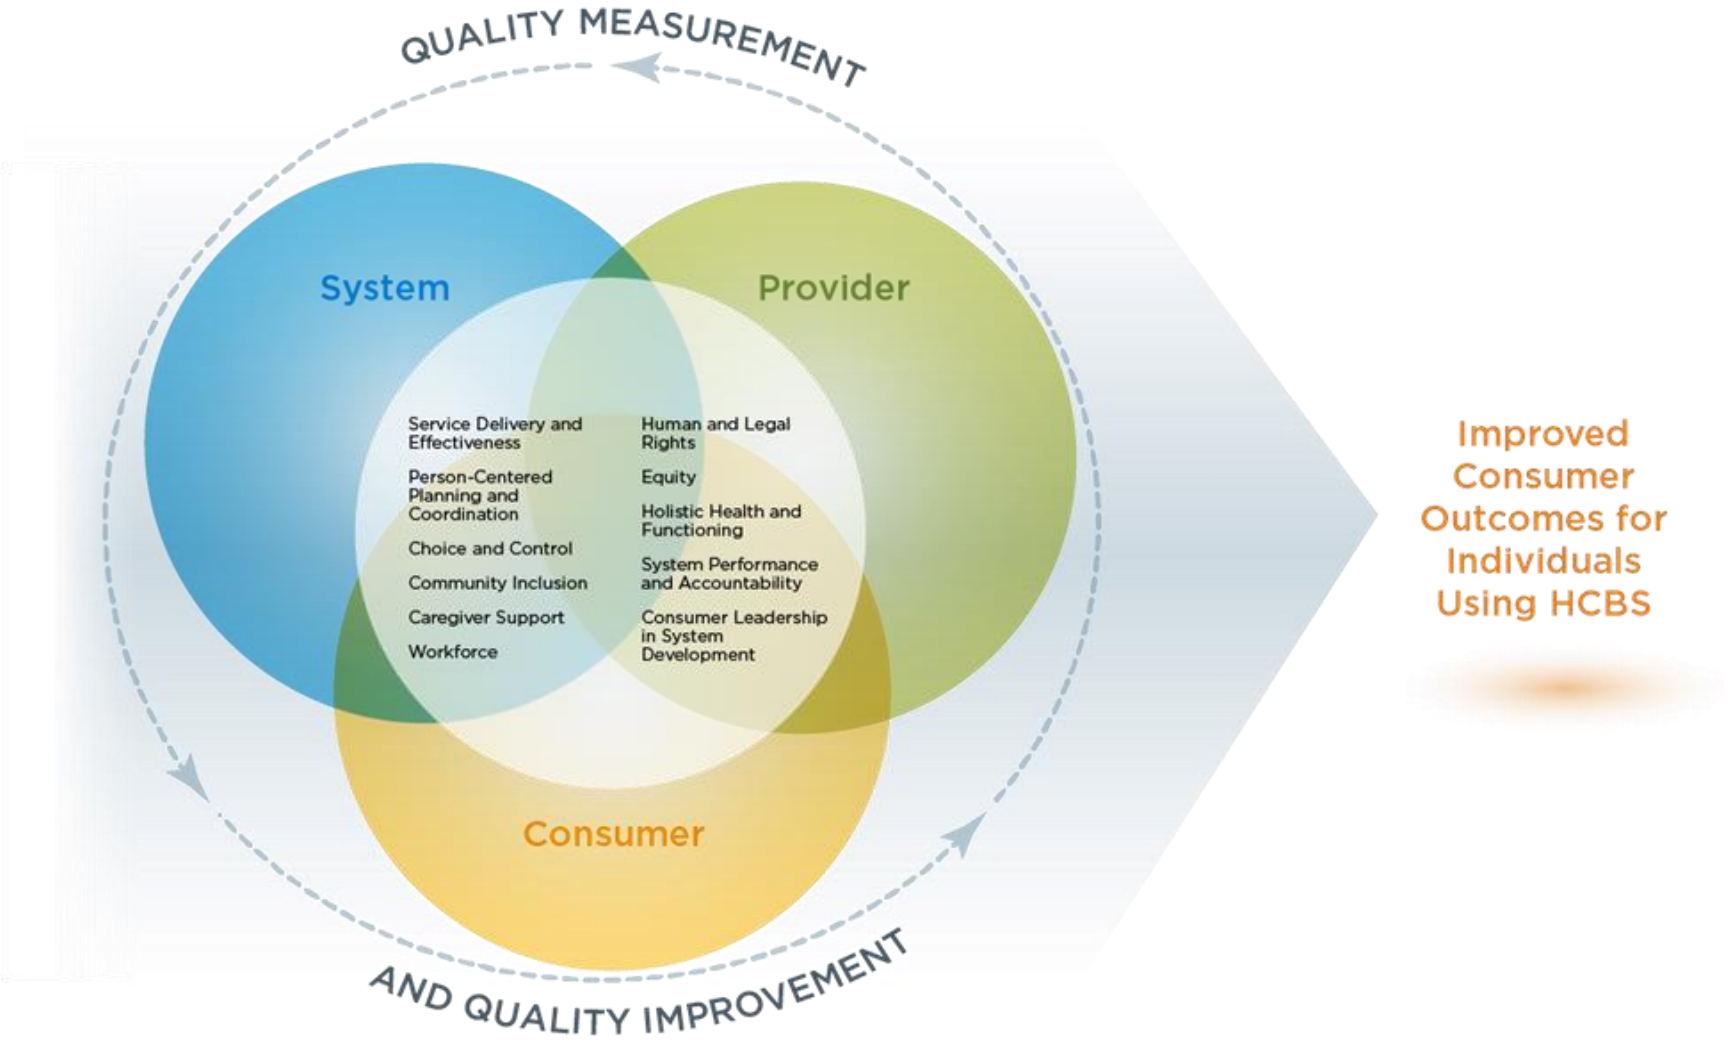 QUALITY MEASUREMENT
System
Provider
Service Delivery and
Effectiveness
Person-Centered
Planning and
Coordination
Choice and Control
Community Inclusion
Caregiver Support
Workforce
Human and Legal
Rights
Equity
Holistic Health and
Functioning
System Performance
and Accountability
Consumer Leadership
in System
Development
Consumer
AND QUALITY IMPROVEMENT
Improved
Consumer
Outcomes for
Individuals
Using HCBS